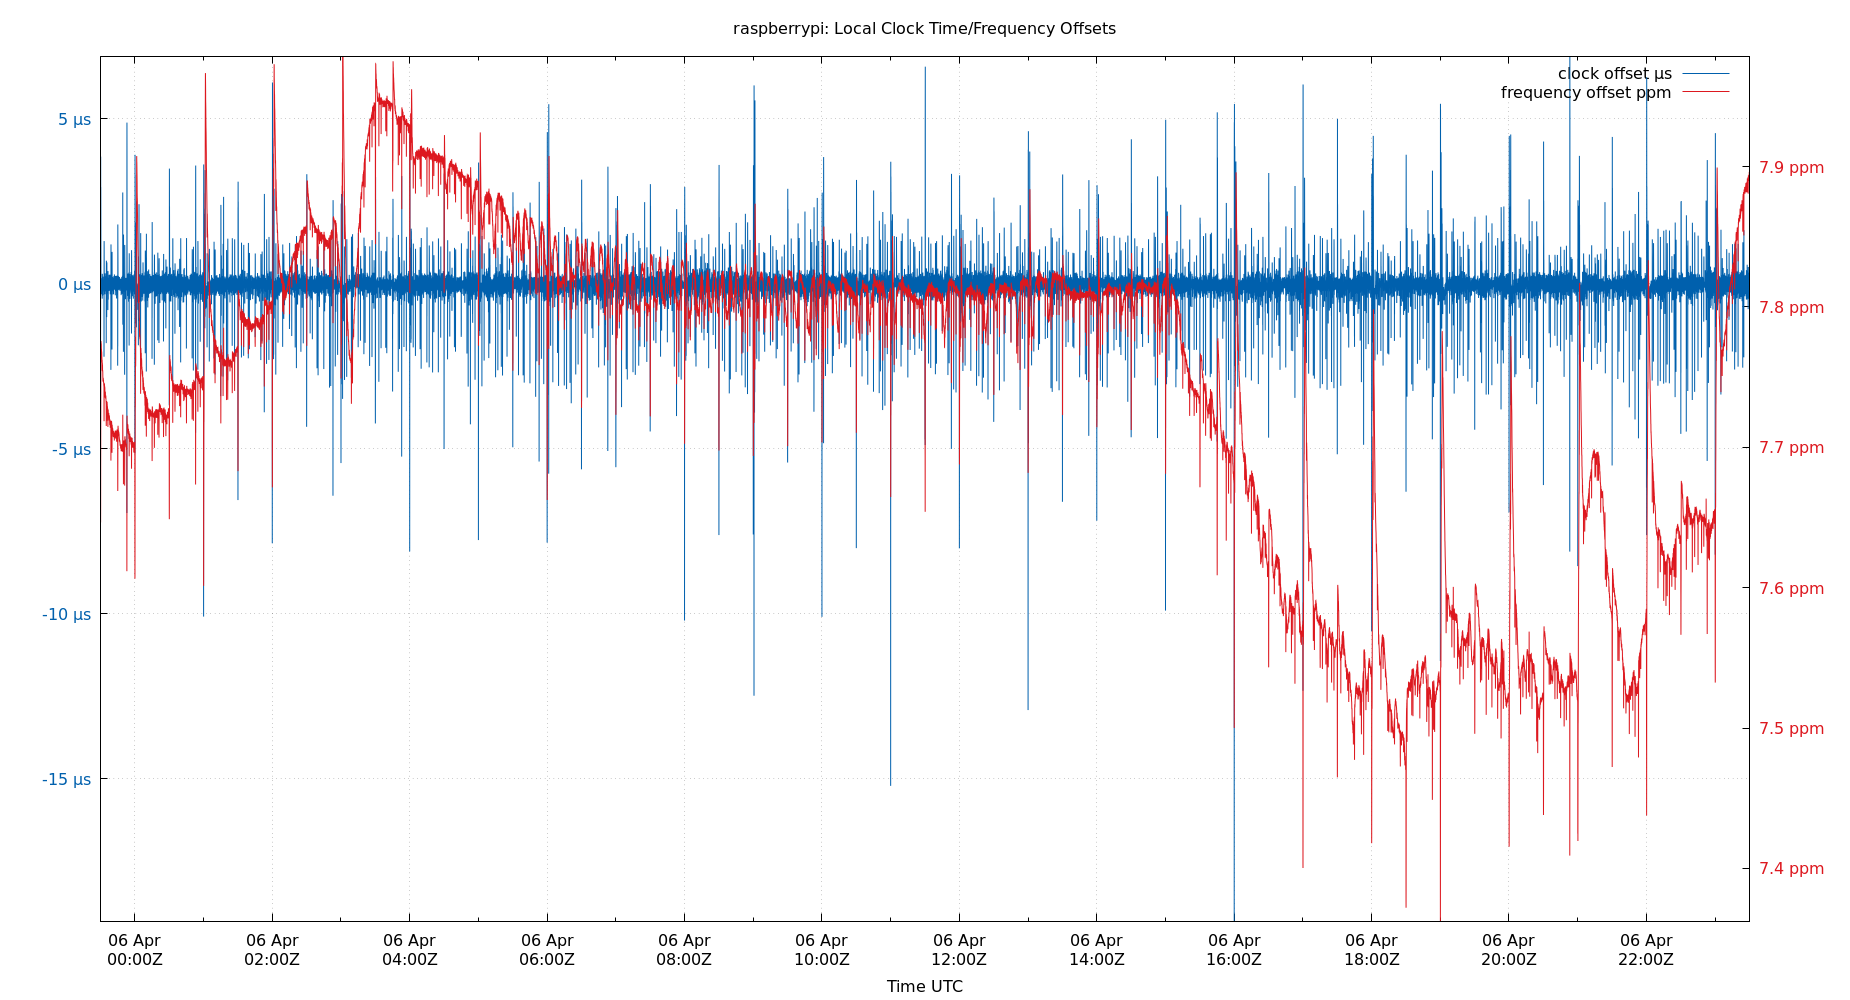 raspberrypi: Local Clock Time/Frequency Offsets
clock offset µs
frequency offset ppm
5 µs
0 µs
-5 µs
-10 µs
-15 µs
7.9 ppm
7.8 ppm
7.7 ppm
7.6 ppm
7.5 ppm
7.4 ppm
06 Apr 06 Apr 06 Apr 06 Apr 06 Apr 06 Apr 06 Apr 06 Apr 06 Apr 06 Apr 06 Apr 06 Apr
00:00Z 02:00Z 04:00Z 06:00Z 08:00Z 10:00Z 12:00Z 14:00Z 16:00Z 18:00Z 20:00Z 22:00Z
Time UTC